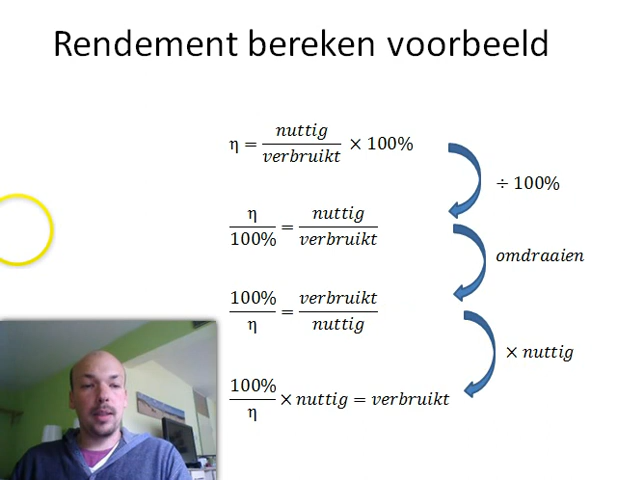 Rendement bereken voorbeeld
η = nuttig / verbruikt × 100%
÷ 100%
η / 100% = nuttig / verbruikt
omdraaien
100% / η = verbruikt / nuttig
× nuttig
100% / η × nuttig = verbruikt